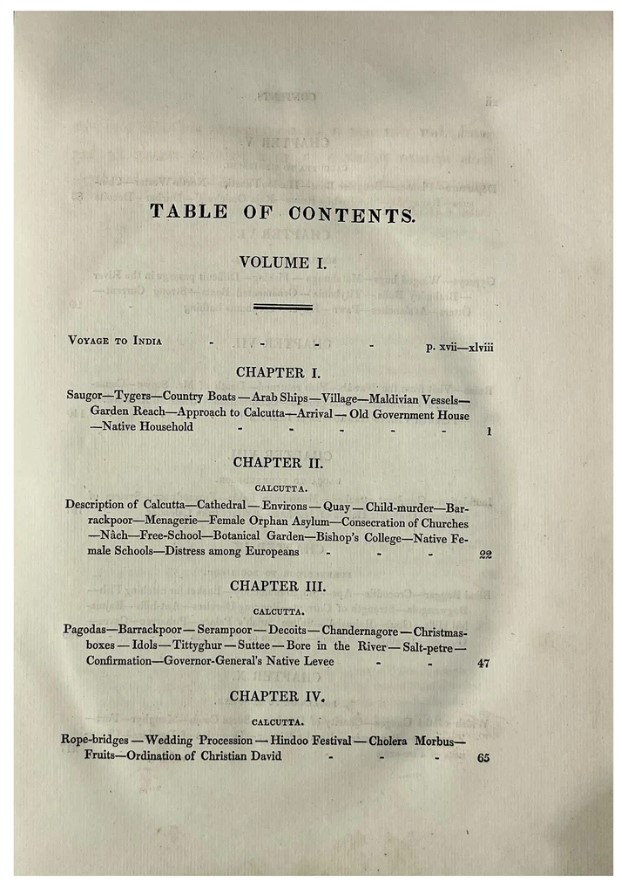 TABLE OF CONTENTS.
VOLUME I.
VOYAGE TO INDIA - - - - p. xvii—xlviii
CHAPTER I.
Saugor—Tygers—Country Boats—Arab Ships—Village—Maldivian Vessels—
Garden Reach—Approach to Calcutta—Arrival—Old Government House
—Native Household - - - - - 1
CHAPTER II.
CALCUTTA.
Description of Calcutta—Cathedral—Environs—Quay—Child-murder—Bar-
rackpoor—Menagerie—Female Orphan Asylum—Consecration of Churches
—Nâch—Free-School—Botanical Garden—Bishop's College—Native Fe-
male Schools—Distress among Europeans - - - 22
CHAPTER III.
CALCUTTA.
Pagodas—Barrackpoor—Serampoor—Decoits—Chandernagore—Christmas-
boxes—Idols—Tittyghur—Suttee—Bore in the River—Salt-petre—
Confirmation—Governor-General's Native Levee - - 47
CHAPTER IV.
CALCUTTA.
Rope-bridges—Wedding Procession—Hindoo Festival—Cholera Morbus—
Fruits—Ordination of Christian David - - - 65